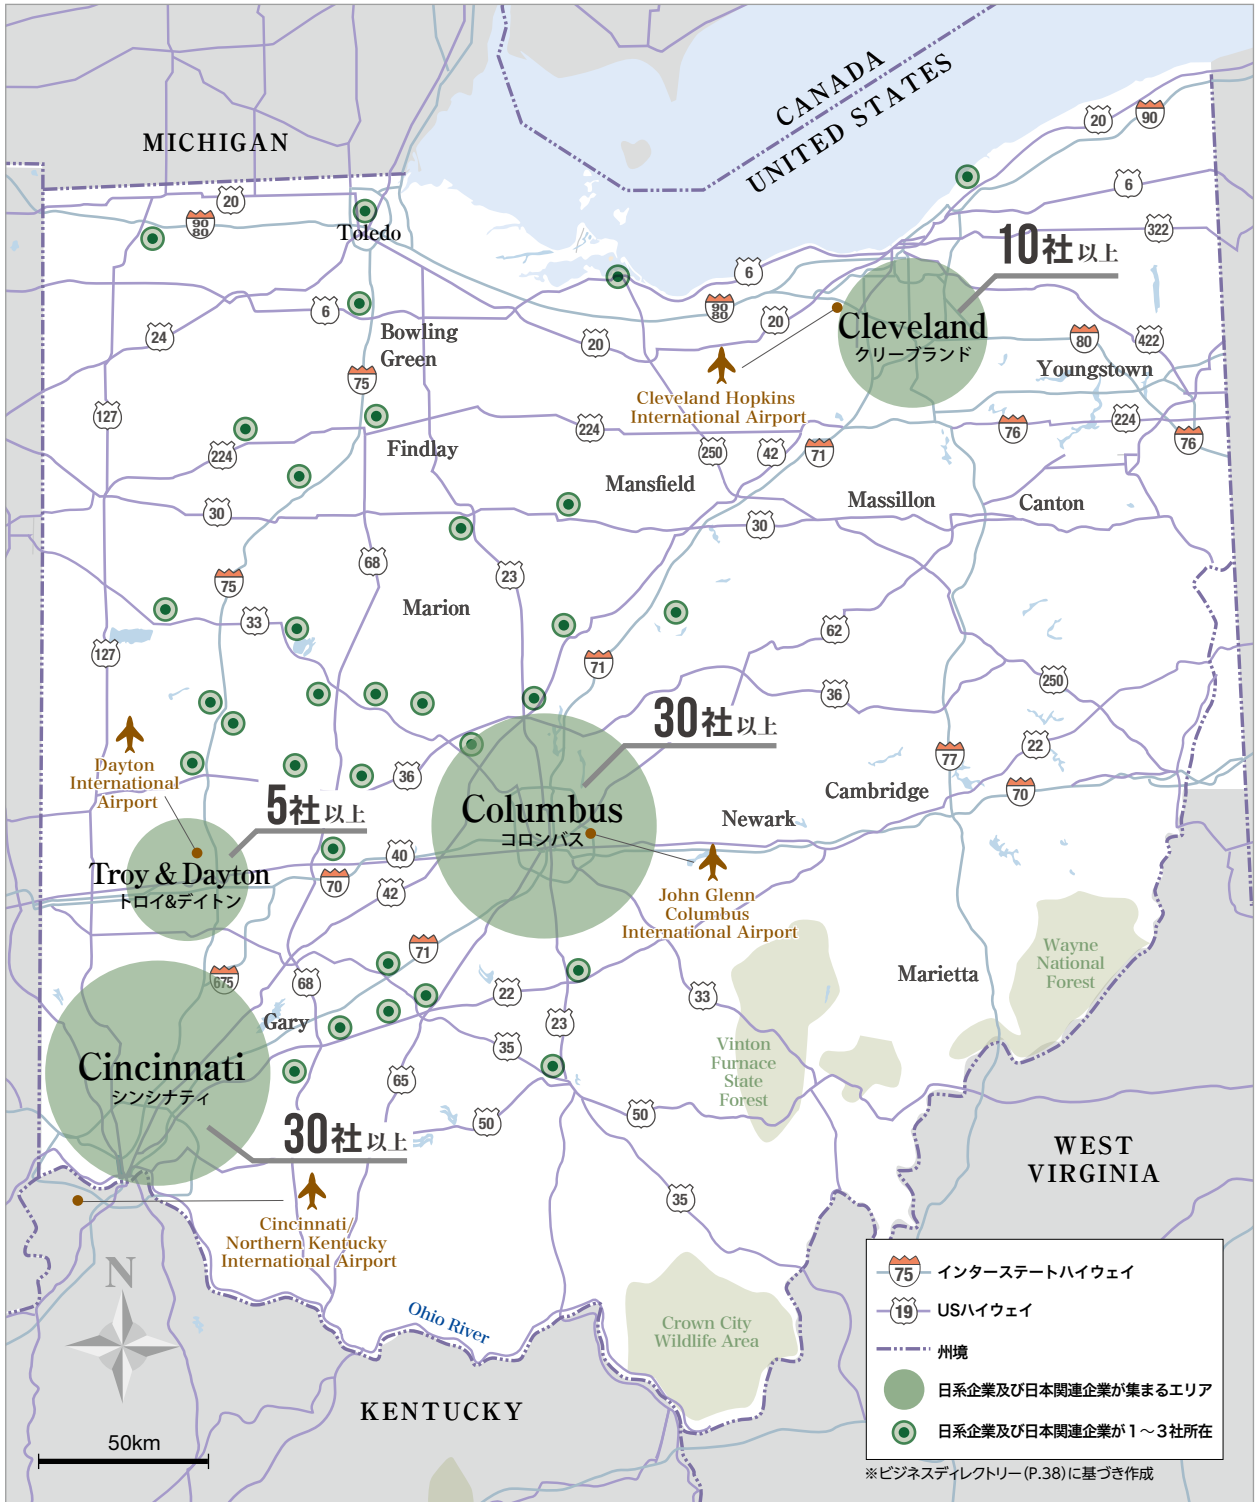 CANADA
UNITED STATES
MICHIGAN
20
90
20
90
80
6
322
Toledo
10社以上
6
6
90
80
20
24
Bowling
Green
20
Cleveland
クリーブランド
80
422
Youngstown
75
Cleveland Hopkins
International Airport
127
224
224
76
224
76
Findlay
250
42
71
Mansfield
Massillon
Canton
30
30
68
23
75
Marion
33
62
127
71
36
250
30社以上
22
77
Dayton
International
Airport
36
70
Cambridge
5社以上
Columbus
コロンバス
Newark
40
Troy & Dayton
トロイ&デイトン
70
42
John Glenn
Columbus
International Airport
71
Wayne
National
Forest
675
68
22
33
Marietta
Gary
23
35
Vinton
Furnace
State
Forest
Cincinnati
シンシナティ
65
50
50
30社以上
WEST
VIRGINIA
35
Cincinnati/
Northern Kentucky
International Airport
N
Ohio River
Crown City
Wildlife Area
KENTUCKY
50km
75
インターステートハイウェイ
19
USハイウェイ
州境
日系企業及び日本関連企業が集まるエリア
日系企業及び日本関連企業が１～３社所在
※ビジネスディレクトリー（P.38）に基づき作成